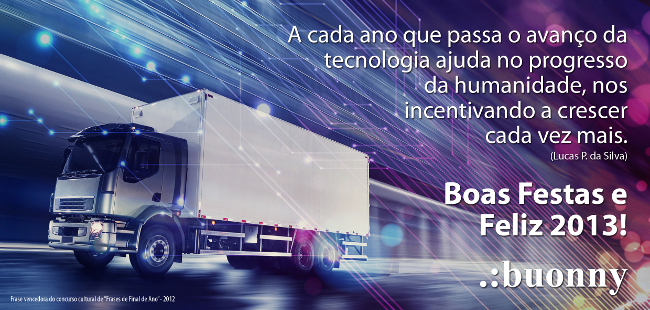 A cada ano que passa o avanço da
tecnologia ajuda no progresso
da humanidade, nos
incentivando a crescer
cada vez mais.
(Lucas P. da Silva)
Boas Festas e
Feliz 2013!
.:buonny
Frase vencedora do concurso cultural de "Frases de Final de Ano" - 2012